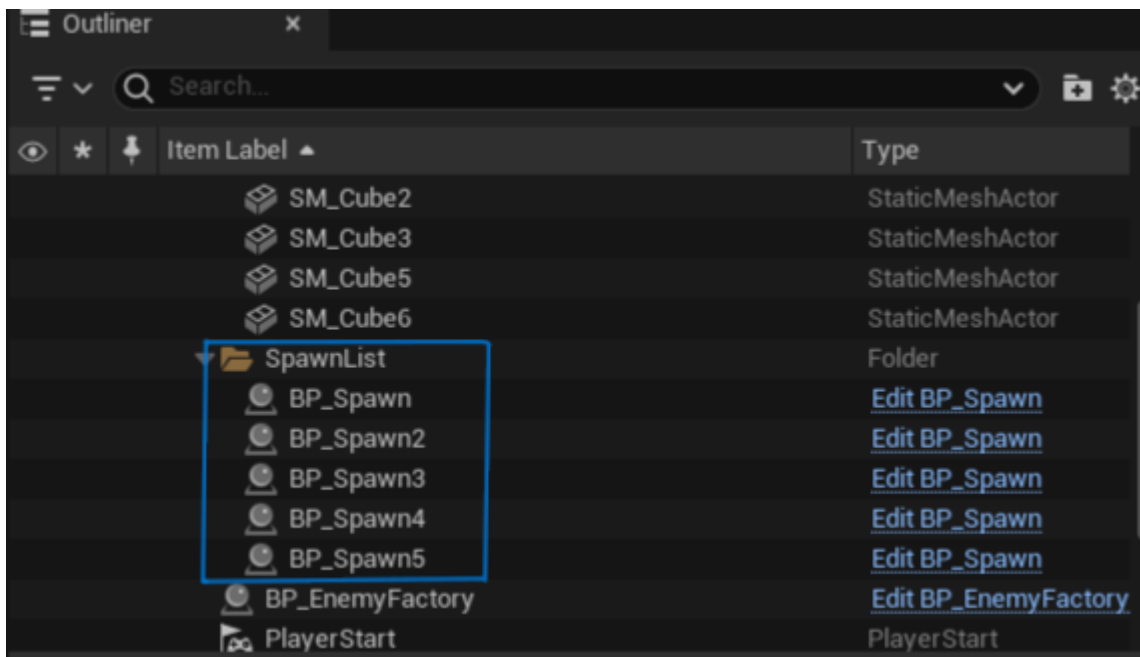 Outliner
Search...
Item Label Type
SM_Cube2 StaticMeshActor
SM_Cube3 StaticMeshActor
SM_Cube5 StaticMeshActor
SM_Cube6 StaticMeshActor
SpawnList Folder
BP_Spawn Edit BP_Spawn
BP_Spawn2 Edit BP_Spawn
BP_Spawn3 Edit BP_Spawn
BP_Spawn4 Edit BP_Spawn
BP_Spawn5 Edit BP_Spawn
BP_EnemyFactory Edit BP_EnemyFactory
PlayerStart PlayerStart